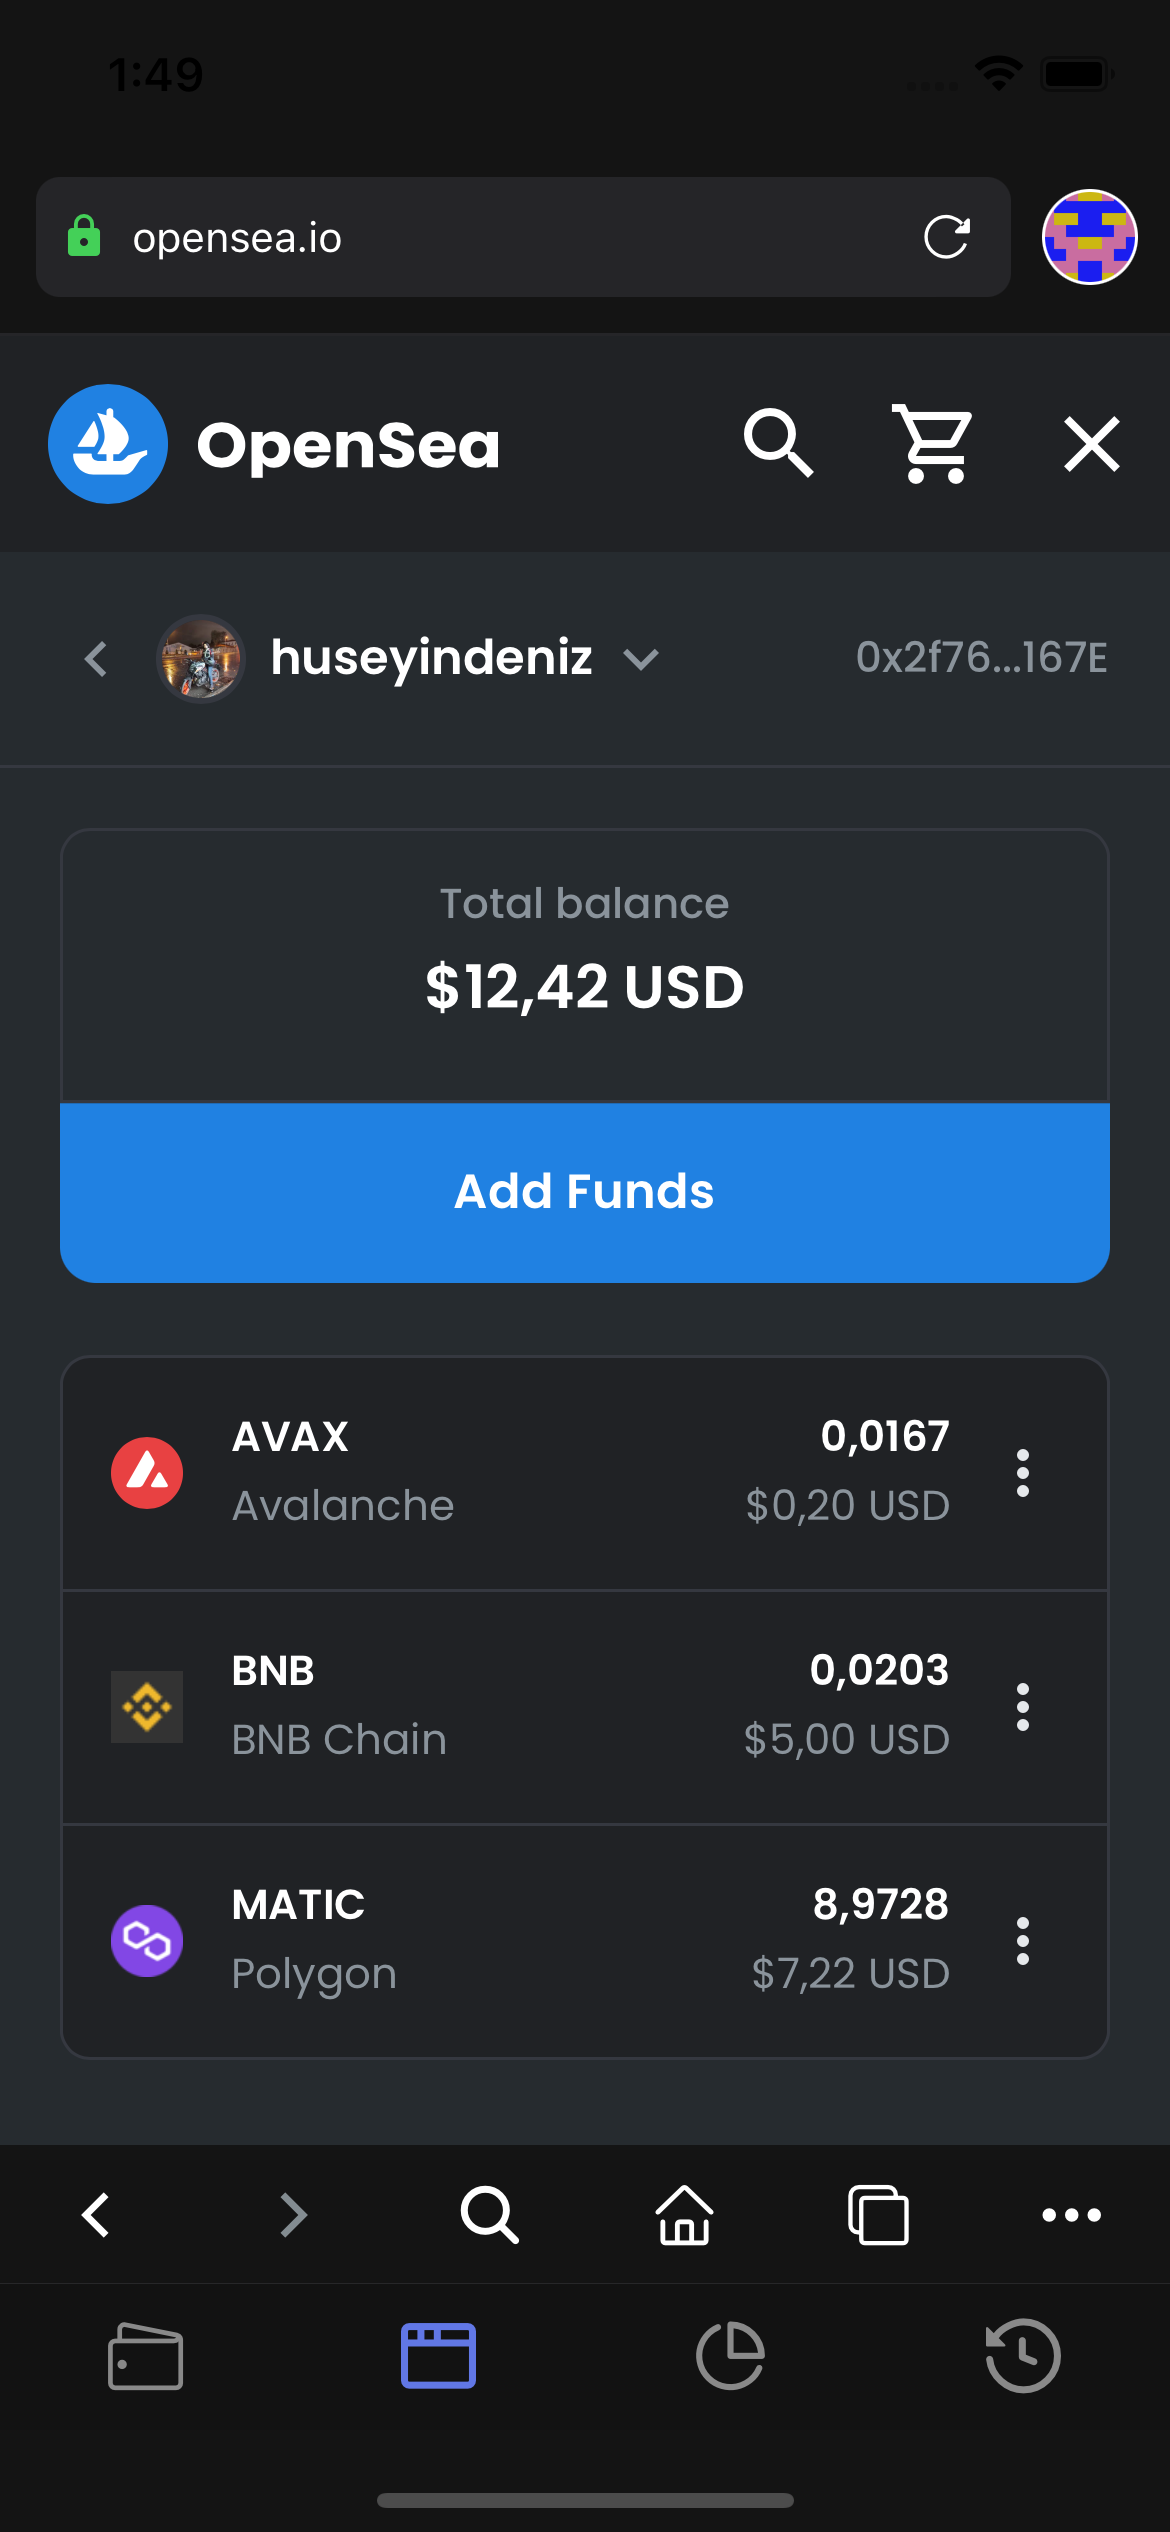 1:49
opensea.io
OpenSea
huseyindeniz 0x2f76...167E
Total balance
$12,42 USD
Add Funds
AVAX 0,0167
Avalanche $0,20 USD
BNB 0,0203
BNB Chain $5,00 USD
MATIC 8,9728
Polygon $7,22 USD